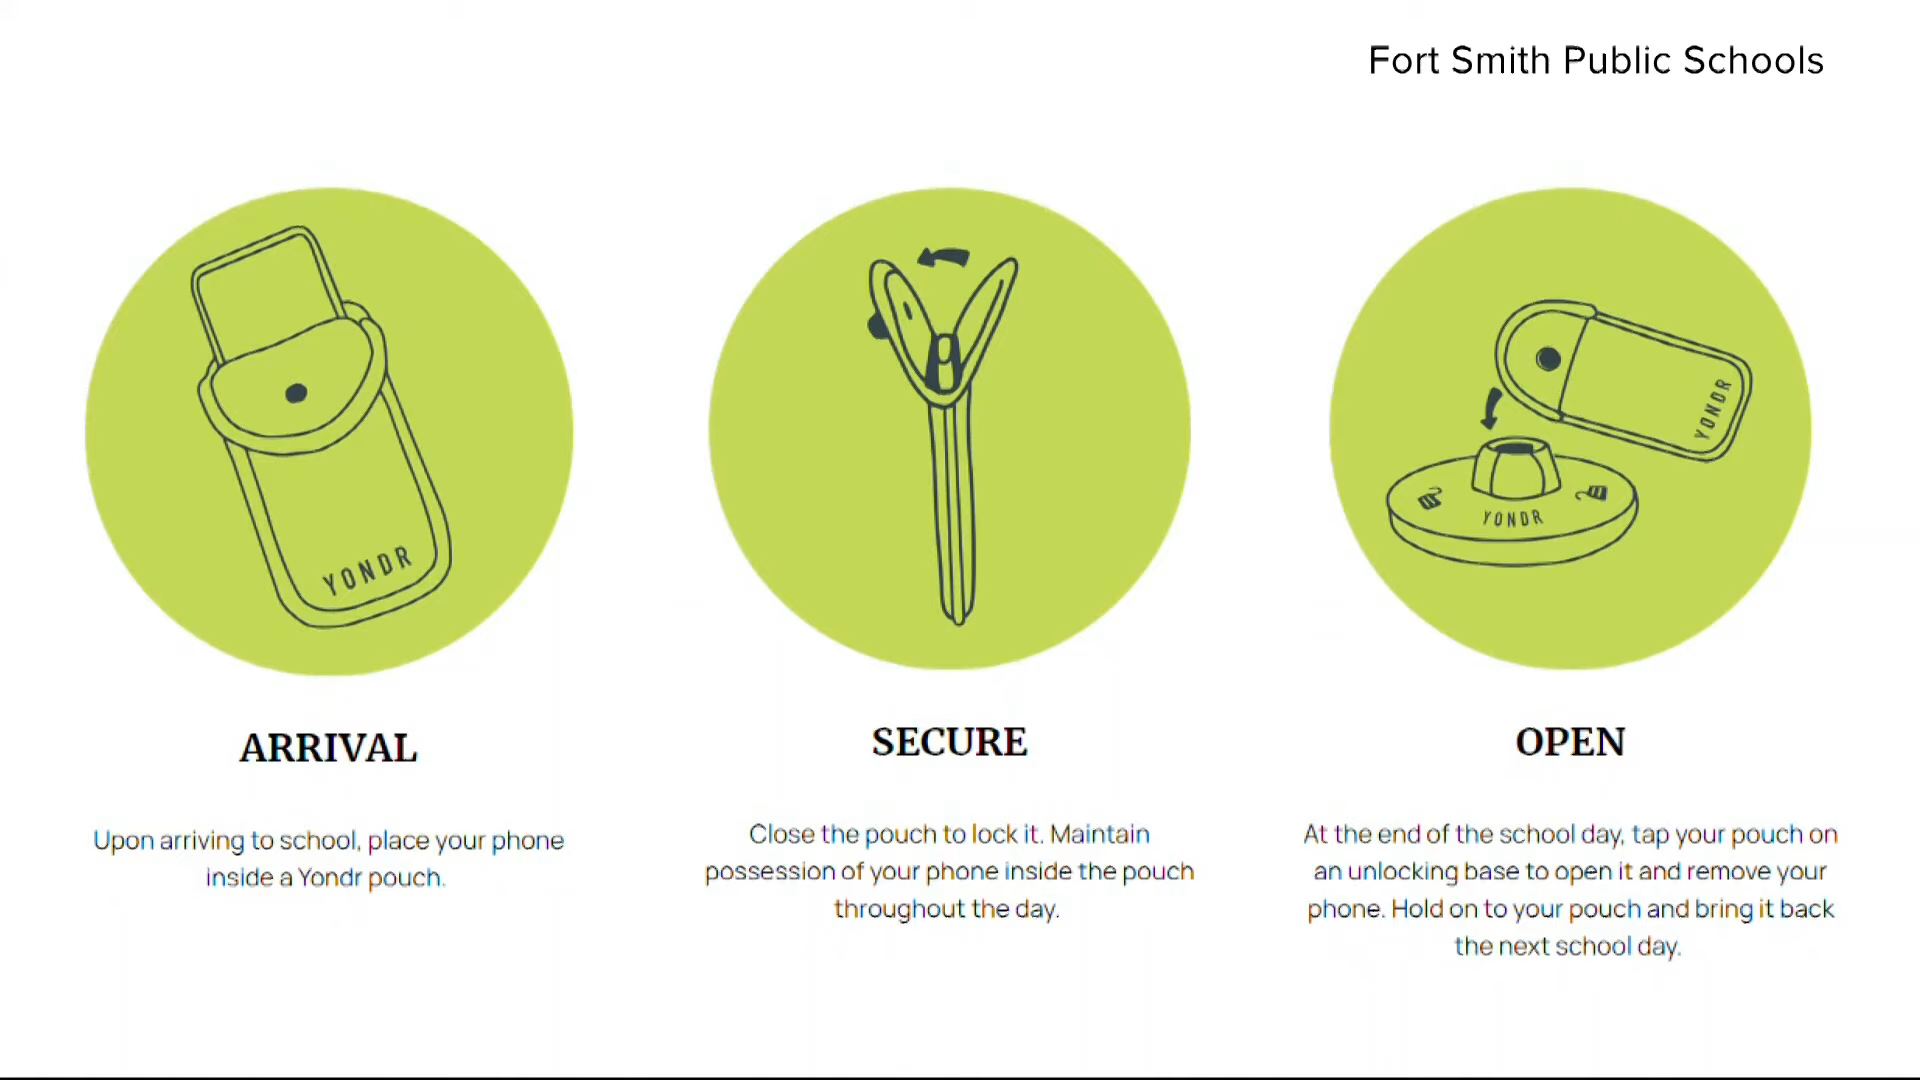 Fort Smith Public Schools
YONDR
YONDR
YONDR
ARRIVAL
Upon arriving to school, place your phone
inside a Yondr pouch.
SECURE
Close the pouch to lock it. Maintain
possession of your phone inside the pouch
throughout the day.
OPEN
At the end of the school day, tap your pouch on
an unlocking base to open it and remove your
phone. Hold on to your pouch and bring it back
the next school day.